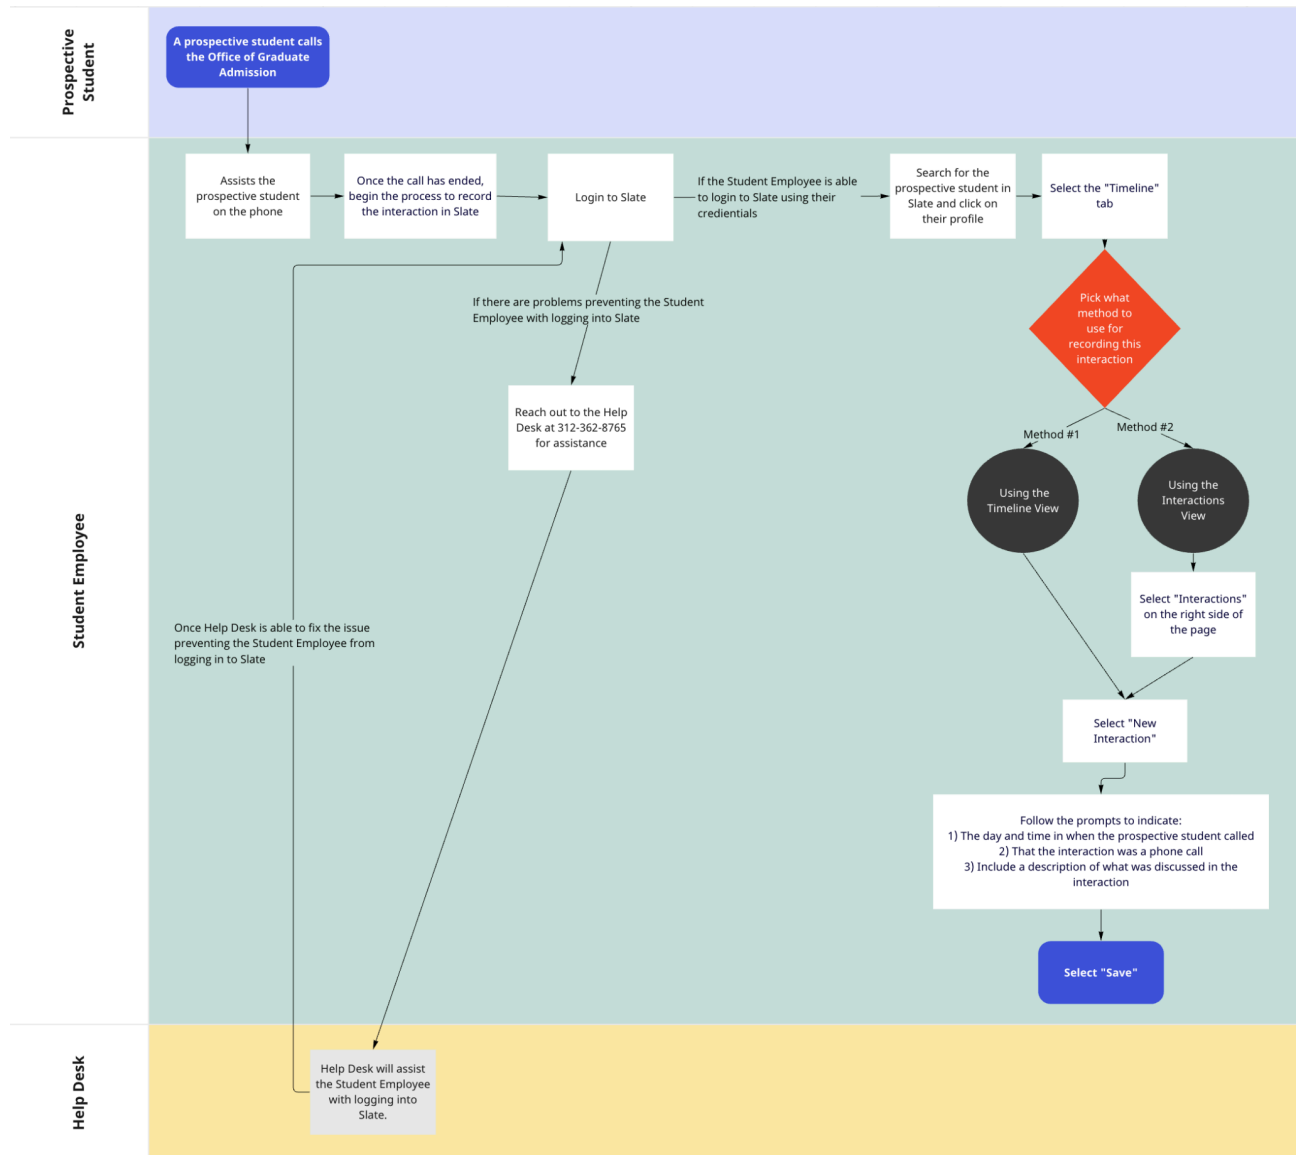 Prospective
Student
A prospective student calls
the Office of Graduate
Admission
Student Employee
Assists the
prospective student
on the phone
Once the call has ended,
begin the process to record
the interaction in Slate
Login to Slate
If the Student Employee is able
to login to Slate using their
credentials
Search for the
prospective student in
Slate and click on
their profile
Select the "Timeline"
tab
If there are problems preventing the Student
Employee with logging into Slate
Pick what
method to
use for
recording this
interaction
Reach out to the Help
Desk at 312-362-8765
for assistance
Method #1
Method #2
Using the
Timeline View
Using the
Interactions
View
Select "Interactions"
on the right side of
the page
Once Help Desk is able to fix the issue
preventing the Student Employee from
logging in to Slate
Select "New
Interaction"
Follow the prompts to indicate:
1) The day and time in when the prospective student called
2) That the interaction was a phone call
3) Include a description of what was discussed in the
interaction
Select "Save"
Help Desk
Help Desk will assist
the Student Employee
with logging into
Slate.